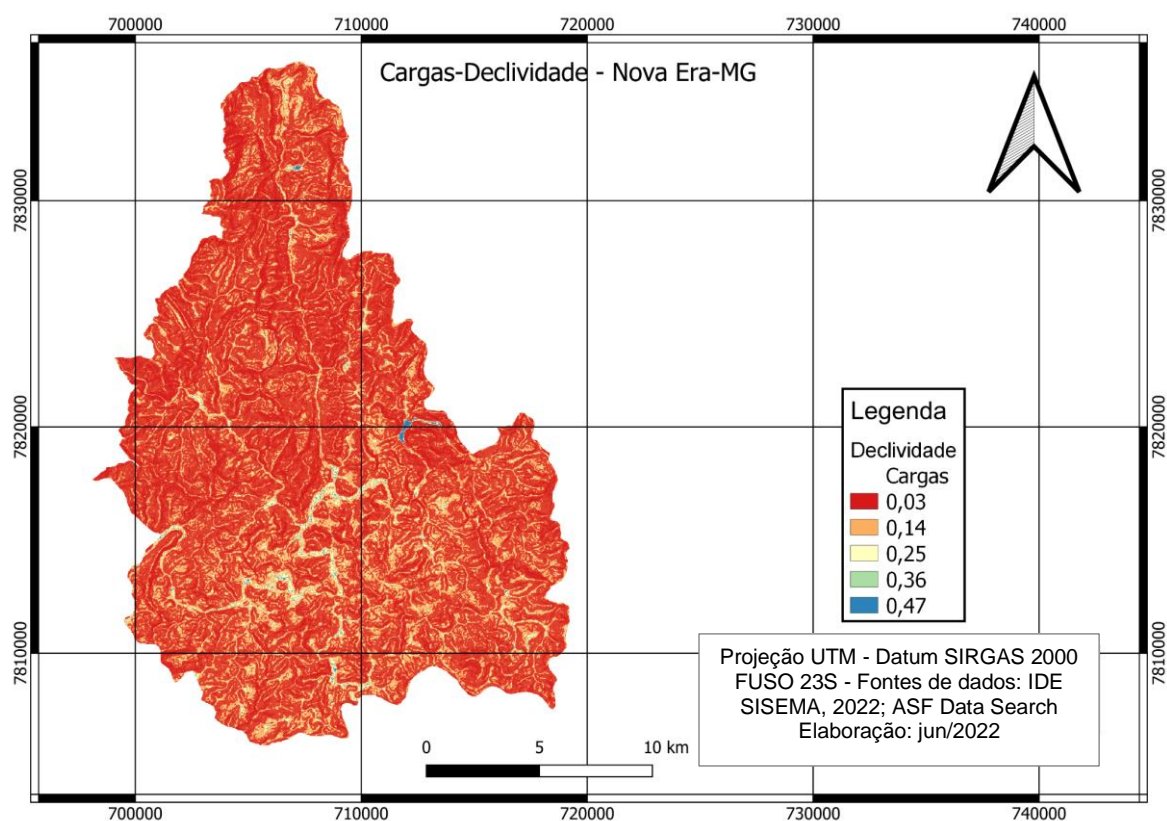 700000 710000 720000 730000 740000
Cargas-Declividade - Nova Era-MG
7830000 7830000
7820000 7820000
Legenda
Declividade
Cargas
0,03
0,14
0,25
0,36
0,47
7810000 7810000
Projeção UTM - Datum SIRGAS 2000
FUSO 23S - Fontes de dados: IDE
SISEMA, 2022; ASF Data Search
Elaboração: jun/2022
0 5 10 km
700000 710000 720000 730000 740000